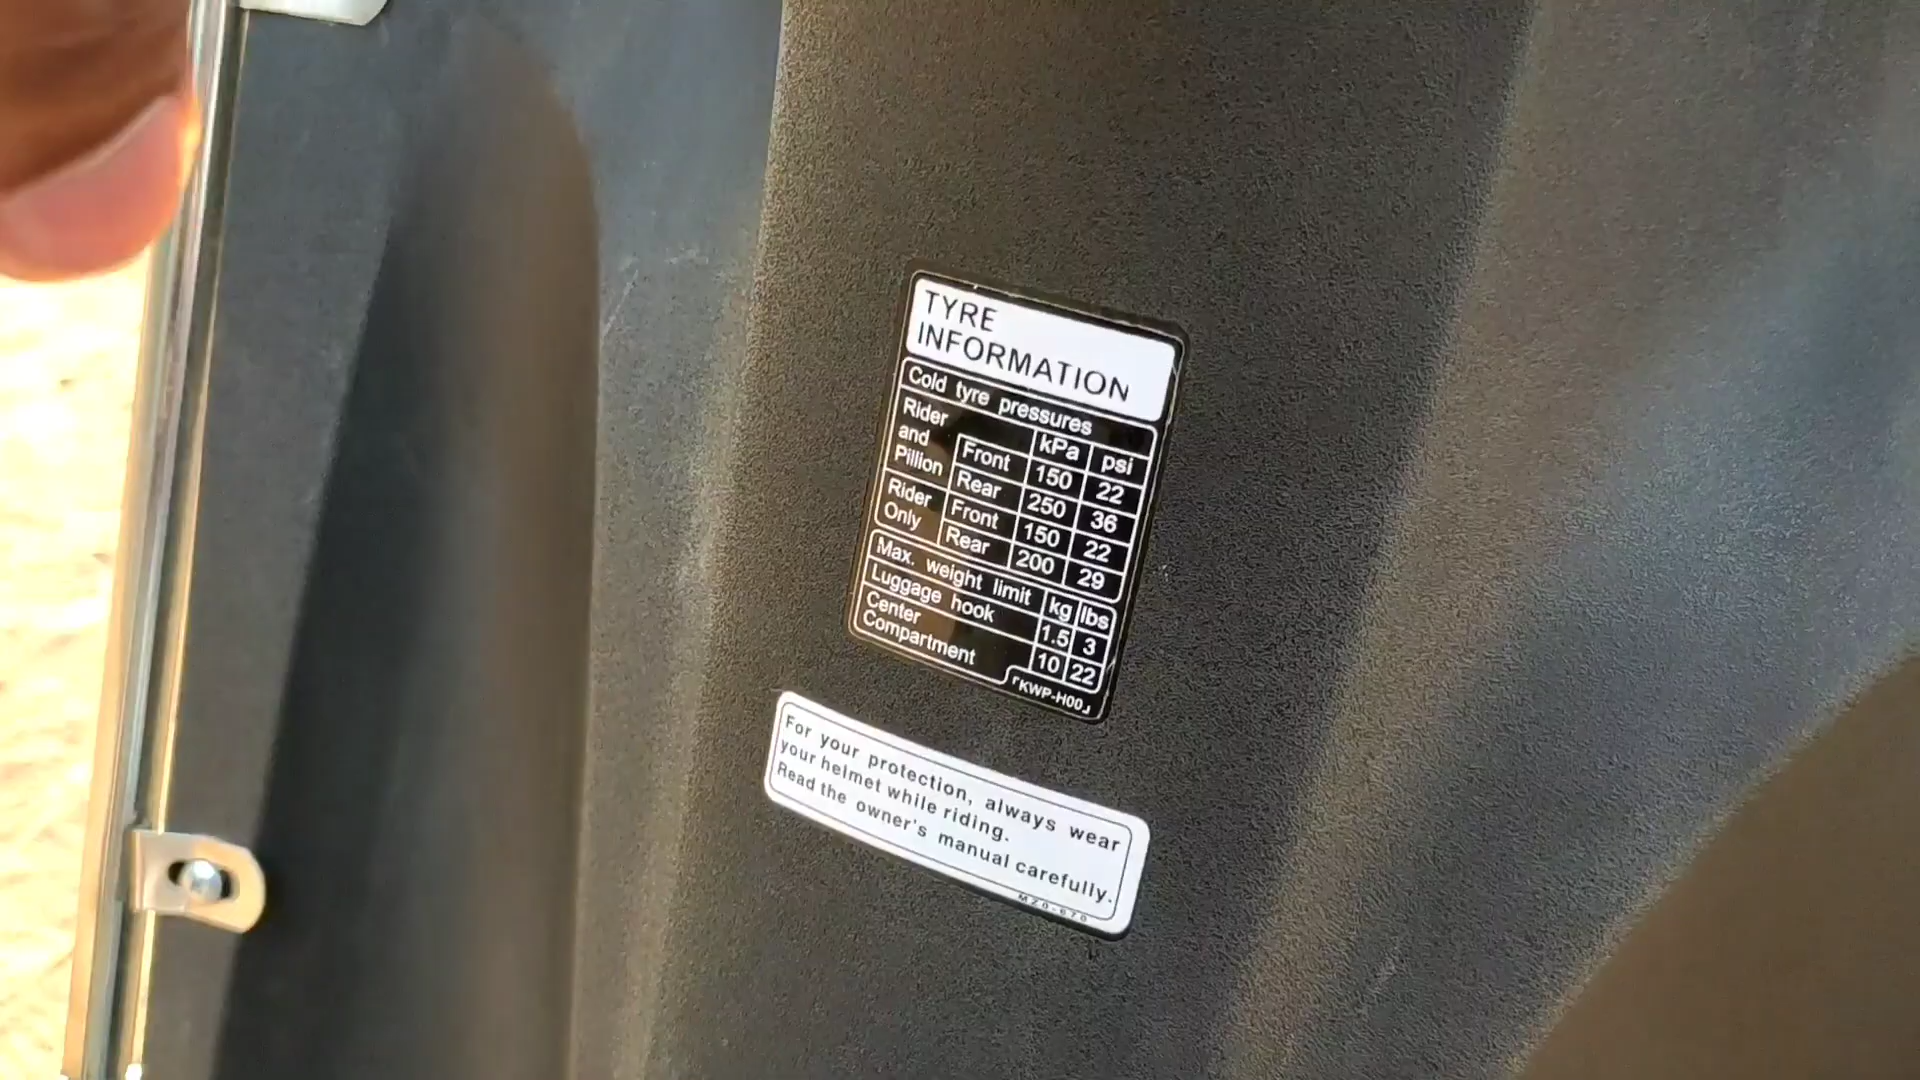 TYRE
INFORMATION
Cold tyre pressures
Rider and Pillion kPa psi
Front 150 22
Rear 250 36
Rider Only Front 150 22
Rear 200 29
Max. weight limit kg lbs
Luggage hook 1.5 3
Center Compartment 10 22
「KWP-H00」
For your protection, always wear
your helmet while riding.
Read the owner's manual carefully.
MZ0-670